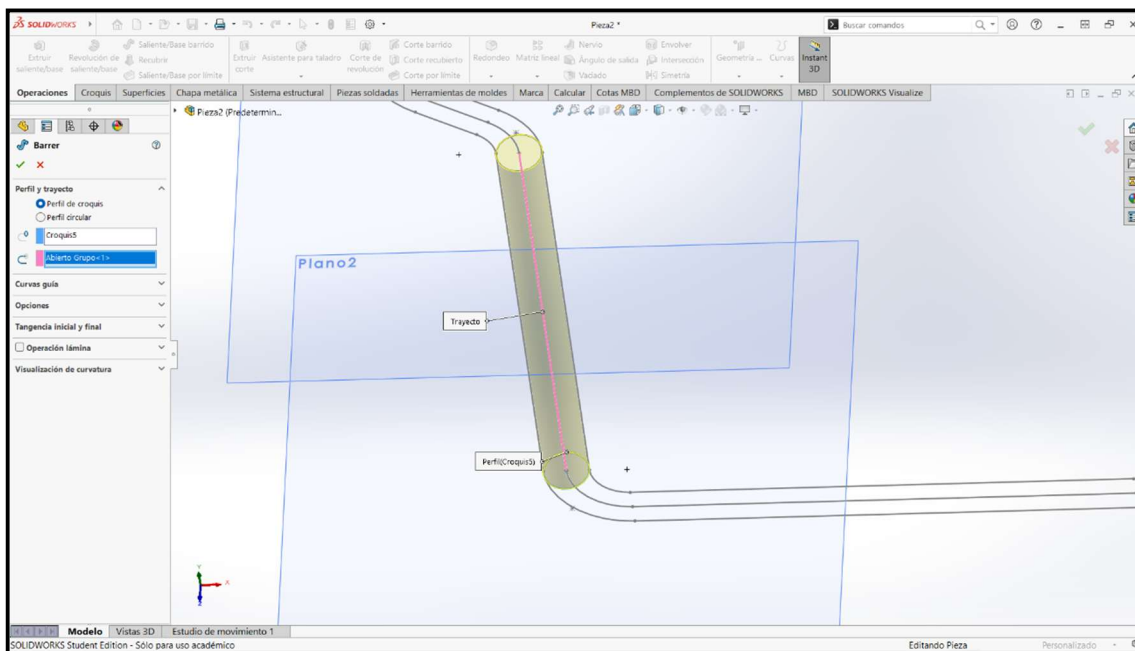 SOLIDWORKS
Pieza2 *
Buscar comandos
Extruir saliente/base
Revolución de saliente/base
Saliente/Base barrido
Recubrir
Saliente/Base por límite
Extruir corte
Asistente para taladro
Corte de revolución
Corte barrido
Corte recubierto
Corte por límite
Redondeo
Matriz lineal
Nervio
Ángulo de salida
Vaciado
Envolver
Intersección
Simetría
Geometría ...
Curvas
Instant 3D
Operaciones Croquis Superficies Chapa metálica Sistema estructural Piezas soldadas Herramientas de moldes Marca Calcular Cotas MBD Complementos de SOLIDWORKS MBD SOLIDWORKS Visualize
Pieza2 (Predetermin...
Barrer
Perfil y trayecto
Perfil de croquis
Perfil circular
Croquis5
Abierto Grupo<1>
Curvas guía
Opciones
Tangencia inicial y final
Operación lámina
Visualización de curvatura
Plano2
Trayecto
Perfil(Croquis5)
Y
X
Z
Modelo Vistas 3D Estudio de movimiento 1
SOLIDWORKS Student Edition - Sólo para uso académico
Editando Pieza
Personalizado